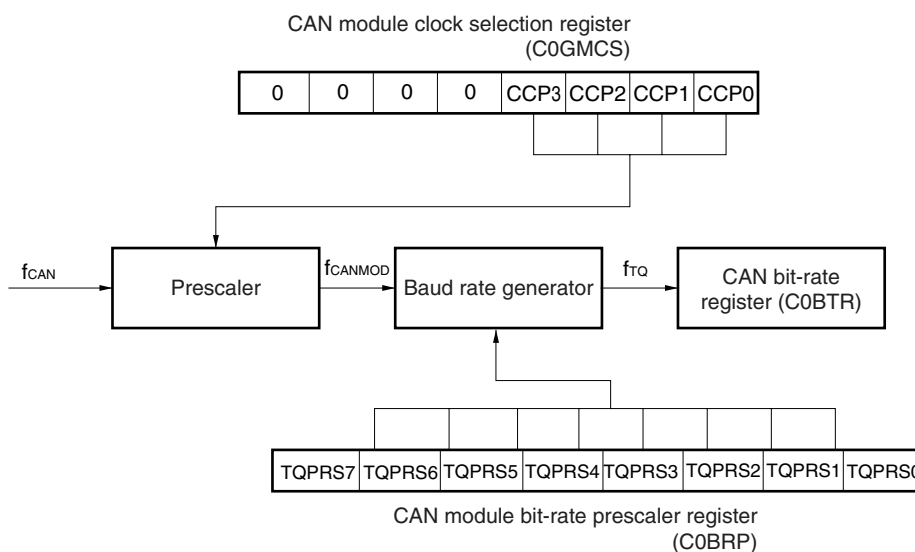 CAN module clock selection register
(C0GMCS)
0 0 0 0 CCP3 CCP2 CCP1 CCP0
fCAN Prescaler fCANMOD Baud rate generator fTQ CAN bit-rate
register (C0BTR)
TQPRS7 TQPRS6 TQPRS5 TQPRS4 TQPRS3 TQPRS2 TQPRS1 TQPRS0
CAN module bit-rate prescaler register
(C0BRP)